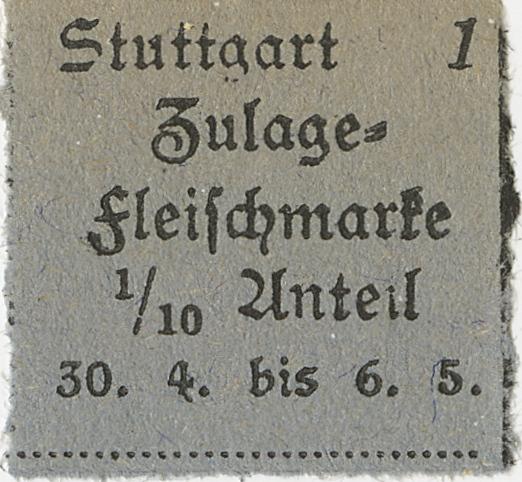 Stuttgart 1
Zulage-
Fleischmarke
1/10 Anteil
30. 4. bis 6. 5.